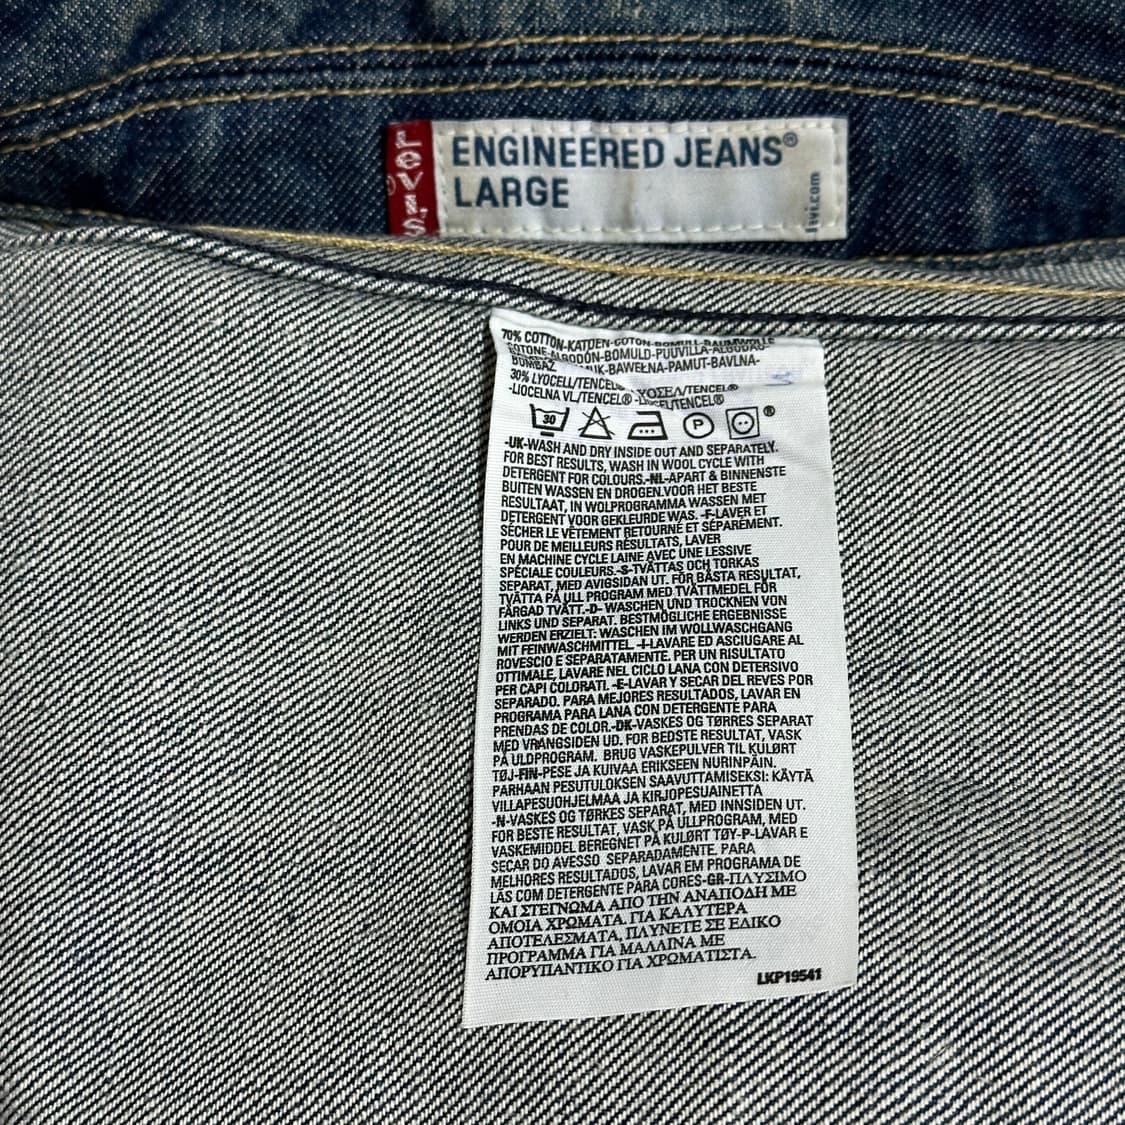 LEVI'S
ENGINEERED JEANS®
LARGE
levi.com
70% COTTON-KATOEN-COTON-BOMULL-BAUMWOLLE
COTONE-ALGODÓN-BOMULD-PUUVILLA-ALGODÃO-
BAWEŁNA-PAMUT-BAVLNA-
30% LYOCELL/TENCEL® ΛΥΟΣΕΛ/TENCEL®
-LIOCELNA VL/TENCEL® /TENCEL®
30 P ®
-UK-WASH AND DRY INSIDE OUT AND SEPARATELY.
FOR BEST RESULTS, WASH IN WOOL CYCLE WITH
DETERGENT FOR COLOURS.-NL-APART & BINNENSTE
BUITEN WASSEN EN DROGEN.VOOR HET BESTE
RESULTAAT, IN WOLPROGRAMMA WASSEN MET
DETERGENT VOOR GEKLEURDE WAS. -F-LAVER ET
SÉCHER LE VÊTEMENT RETOURNÉ ET SÉPARÉMENT.
POUR DE MEILLEURS RÉSULTATS, LAVER
EN MACHINE CYCLE LAINE AVEC UNE LESSIVE
SPÉCIALE COULEURS.-S-TVÄTTAS OCH TORKAS
SEPARAT, MED AVIGSIDAN UT. FÖR BÄSTA RESULTAT,
TVÄTTA PÅ ULL PROGRAM MED TVÄTTMEDEL FÖR
FÄRGAD TVÄTT.-D- WASCHEN UND TROCKNEN VON
LINKS UND SEPARAT. BESTMÖGLICHE ERGEBNISSE
WERDEN ERZIELT: WASCHEN IM WOLLWASCHGANG
MIT FEINWASCHMITTEL. -I-LAVARE ED ASCIUGARE AL
ROVESCIO E SEPARATAMENTE. PER UN RISULTATO
OTTIMALE, LAVARE NEL CICLO LANA CON DETERSIVO
PER CAPI COLORATI. -E-LAVAR Y SECAR DEL REVES POR
SEPARADO. PARA MEJORES RESULTADOS, LAVAR EN
PROGRAMA PARA LANA CON DETERGENTE PARA
PRENDAS DE COLOR.-DK-VASKES OG TØRRES SEPARAT
MED VRANGSIDEN UD. FOR BEDSTE RESULTAT, VASK
PÅ ULDPROGRAM. BRUG VASKEPULVER TIL KULØRT
TØJ-FIN-PESE JA KUIVAA ERIKSEEN NURINPÄIN.
PARHAAN PESUTULOKSEN SAAVUTTAMISEKSI: KÄYTÄ
VILLAPESUOHJELMAA JA KIRJOPESUAINETTA
-N-VASKES OG TØRKES SEPARAT, MED INNSIDEN UT.
FOR BESTE RESULTAT, VASK PÅ ULLPROGRAM, MED
VASKEMIDDEL BEREGNET PÅ KULØRT TØY-P-LAVAR E
SECAR DO AVESSO SEPARADAMENTE. PARA
MELHORES RESULTADOS, LAVAR EM PROGRAMA DE
LÃS COM DETERGENTE PARA CORES-GR-ΠΛΥΣΙΜΟ
ΚΑΙ ΣΤΕΓΝΩΜΑ ΑΠΟ ΤΗΝ ΑΝΑΠΟΔΗ ΜΕ
ΟΜΟΙΑ ΧΡΩΜΑΤΑ. ΓΙΑ ΚΑΛΥΤΕΡΑ
ΑΠΟΤΕΛΕΣΜΑΤΑ, ΠΛΥΝΕΤΕ ΣΕ ΕΔΙΚΟ
ΠΡΟΓΡΑΜΜΑ ΓΙΑ ΜΑΛΛΙΝΑ ΜΕ
ΑΠΟΡΥΠΑΝΤΙΚΟ ΓΙΑ ΧΡΩΜΑΤΙΣΤΑ.
LKP19541